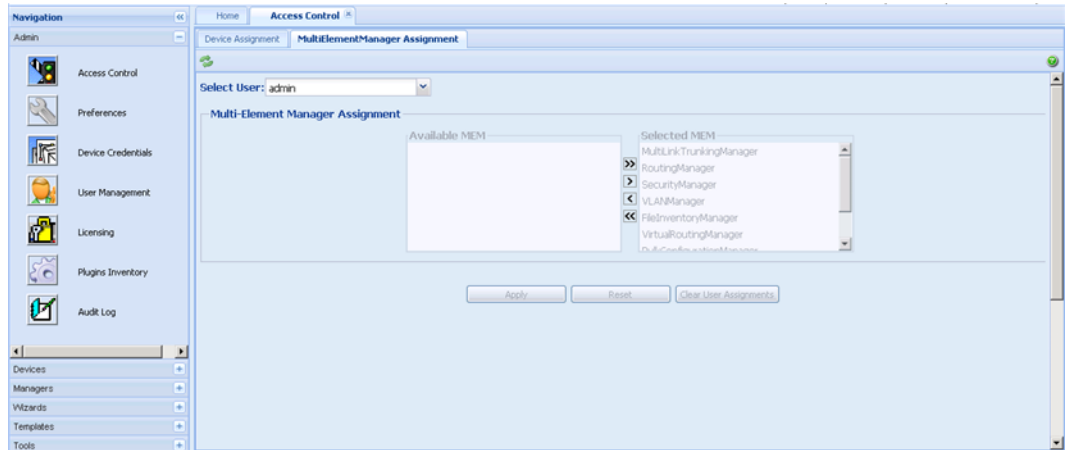 Navigation
Admin
Access Control
Preferences
Device Credentials
User Management
Licensing
Plugins Inventory
Audit Log
Devices
Managers
Wizards
Templates
Tools
Home
Access Control
Device Assignment
MultiElementManager Assignment
Select User: admin
Multi-Element Manager Assignment
Available MEM
Selected MEM
MultiLinkTrunkingManager
RoutingManager
SecurityManager
VLANManager
FileInventoryManager
VirtualRoutingManager
BulkConfigurationManager
Apply
Reset
Clear User Assignments